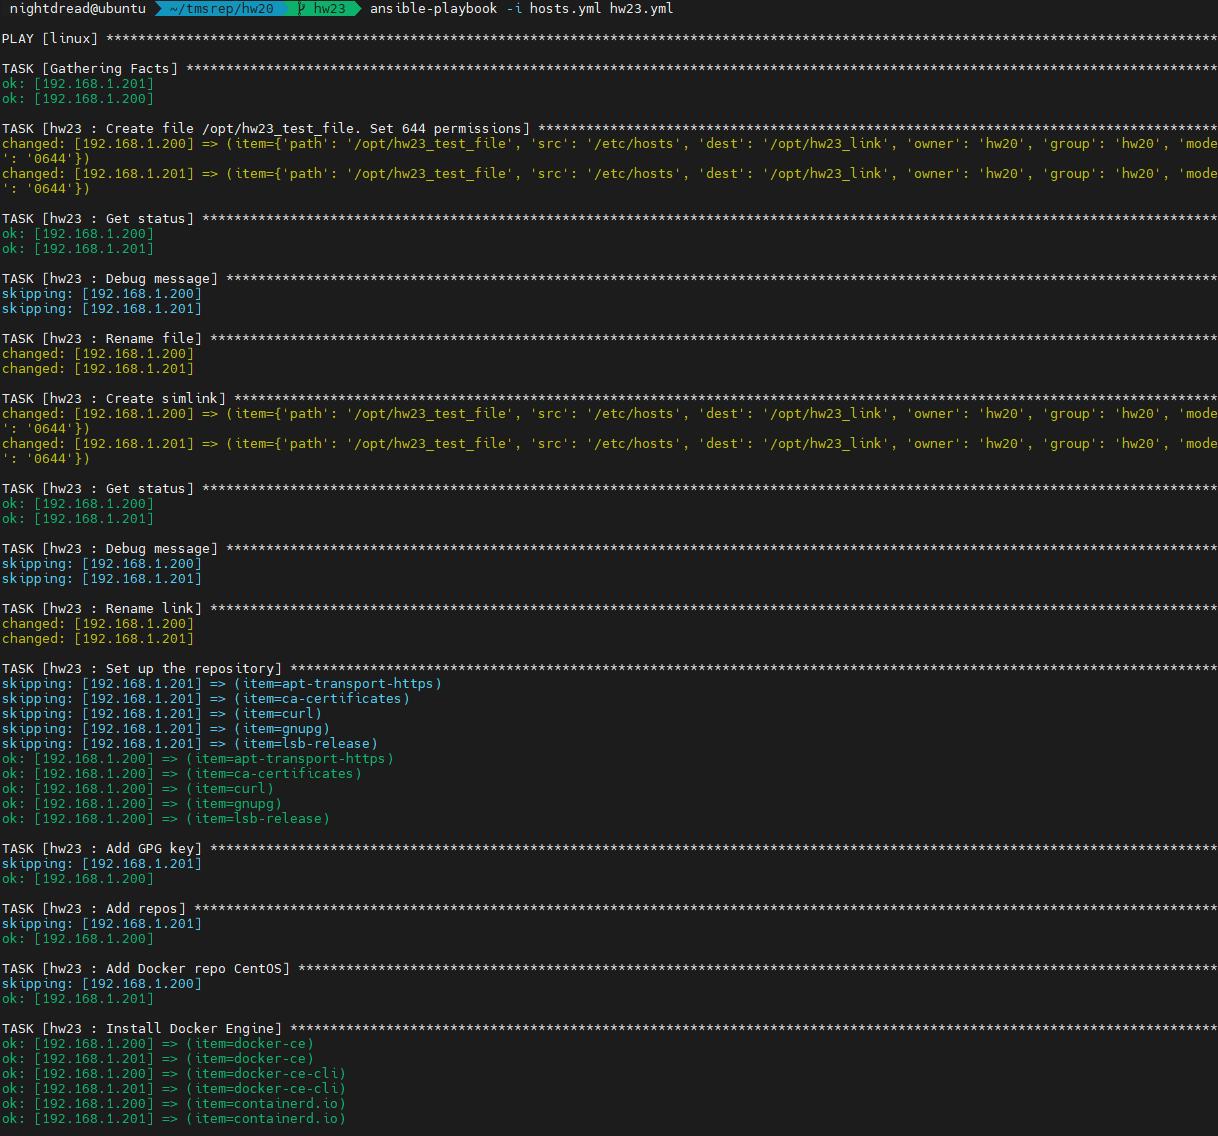 nightdread@ubuntu ~/tmsrep/hw20 hw23 ansible-playbook -i hosts.yml hw23.yml
PLAY [linux] ****************************************************************
TASK [Gathering Facts] ****************************************************************
ok: [192.168.1.201]
ok: [192.168.1.200]
TASK [hw23 : Create file /opt/hw23_test_file. Set 644 permissions] ****************************************************************
changed: [192.168.1.200] => (item={'path': '/opt/hw23_test_file', 'src': '/etc/hosts', 'dest': '/opt/hw23_link', 'owner': 'hw20', 'group': 'hw20', 'mode
': '0644'})
changed: [192.168.1.201] => (item={'path': '/opt/hw23_test_file', 'src': '/etc/hosts', 'dest': '/opt/hw23_link', 'owner': 'hw20', 'group': 'hw20', 'mode
': '0644'})
TASK [hw23 : Get status] ****************************************************************
ok: [192.168.1.200]
ok: [192.168.1.201]
TASK [hw23 : Debug message] ****************************************************************
skipping: [192.168.1.200]
skipping: [192.168.1.201]
TASK [hw23 : Rename file] ****************************************************************
changed: [192.168.1.200]
changed: [192.168.1.201]
TASK [hw23 : Create simlink] ****************************************************************
changed: [192.168.1.200] => (item={'path': '/opt/hw23_test_file', 'src': '/etc/hosts', 'dest': '/opt/hw23_link', 'owner': 'hw20', 'group': 'hw20', 'mode
': '0644'})
changed: [192.168.1.201] => (item={'path': '/opt/hw23_test_file', 'src': '/etc/hosts', 'dest': '/opt/hw23_link', 'owner': 'hw20', 'group': 'hw20', 'mode
': '0644'})
TASK [hw23 : Get status] ****************************************************************
ok: [192.168.1.200]
ok: [192.168.1.201]
TASK [hw23 : Debug message] ****************************************************************
skipping: [192.168.1.200]
skipping: [192.168.1.201]
TASK [hw23 : Rename link] ****************************************************************
changed: [192.168.1.200]
changed: [192.168.1.201]
TASK [hw23 : Set up the repository] ****************************************************************
skipping: [192.168.1.201] => (item=apt-transport-https)
skipping: [192.168.1.201] => (item=ca-certificates)
skipping: [192.168.1.201] => (item=curl)
skipping: [192.168.1.201] => (item=gnupg)
skipping: [192.168.1.201] => (item=lsb-release)
ok: [192.168.1.200] => (item=apt-transport-https)
ok: [192.168.1.200] => (item=ca-certificates)
ok: [192.168.1.200] => (item=curl)
ok: [192.168.1.200] => (item=gnupg)
ok: [192.168.1.200] => (item=lsb-release)
TASK [hw23 : Add GPG key] ****************************************************************
skipping: [192.168.1.201]
ok: [192.168.1.200]
TASK [hw23 : Add repos] ****************************************************************
skipping: [192.168.1.201]
ok: [192.168.1.200]
TASK [hw23 : Add Docker repo CentOS] ****************************************************************
skipping: [192.168.1.200]
ok: [192.168.1.201]
TASK [hw23 : Install Docker Engine] ****************************************************************
ok: [192.168.1.200] => (item=docker-ce)
ok: [192.168.1.201] => (item=docker-ce)
ok: [192.168.1.200] => (item=docker-ce-cli)
ok: [192.168.1.201] => (item=docker-ce-cli)
ok: [192.168.1.200] => (item=containerd.io)
ok: [192.168.1.201] => (item=containerd.io)